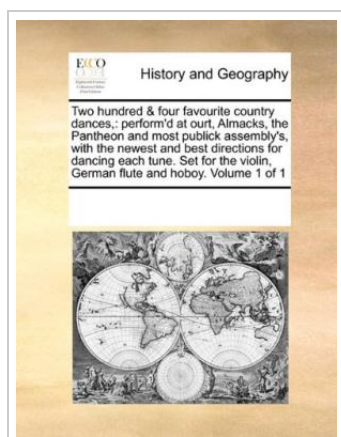 ECCO
History and Geography
Two hundred & four favourite country
dances,: perform'd at ourt, Almacks, the
Pantheon and most publick assembly's,
with the newest and best directions for
dancing each tune. Set for the violin,
German flute and hoboy. Volume 1 of 1